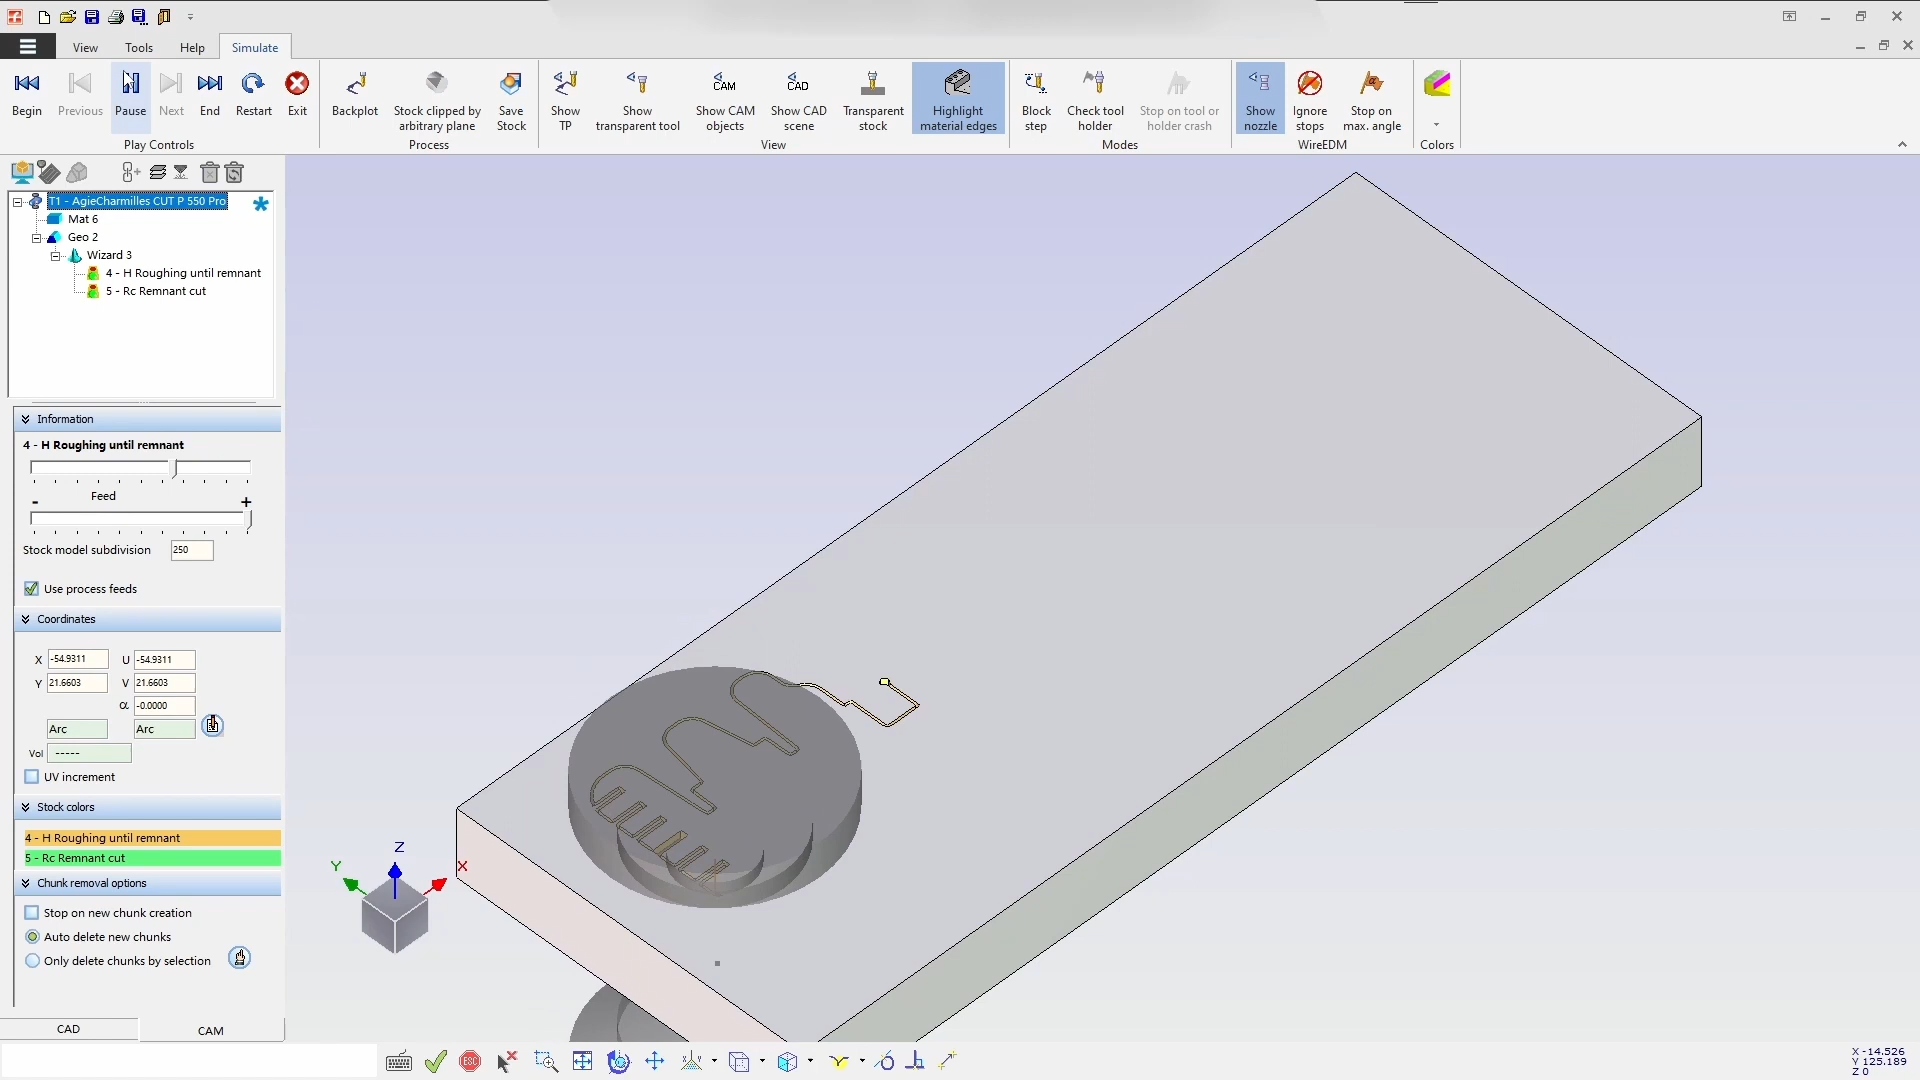 View
Tools
Help
Simulate
Begin
Previous
Pause
Next
End
Restart
Exit
Play Controls
Backplot
Stock clipped by
arbitrary plane
Save
Stock
Process
Show
TP
Show
transparent tool
CAM
Show CAM
objects
CAD
Show CAD
scene
Transparent
stock
Highlight
material edges
View
Block
step
Check tool
holder
Stop on tool or
holder crash
Modes
Show
nozzle
Ignore
stops
Stop on
max. angle
WireEDM
Colors
T1 - AgieCharmilles CUT P 550 Pro
Mat 6
Geo 2
Wizard 3
4 - H Roughing until remnant
5 - Rc Remnant cut
Information
4 - H Roughing until remnant
- Feed +
Stock model subdivision 250
Use process feeds
Coordinates
X -54.9311 U -54.9311
Y 21.6603 V 21.6603
α -0.0000
Arc Arc
Vol -----
UV increment
Stock colors
4 - H Roughing until remnant
5 - Rc Remnant cut
Chunk removal options
Stop on new chunk creation
Auto delete new chunks
Only delete chunks by selection
CAD
CAM
Z
Y
X
ESC
X -14.526
Y 125.189
Z 0